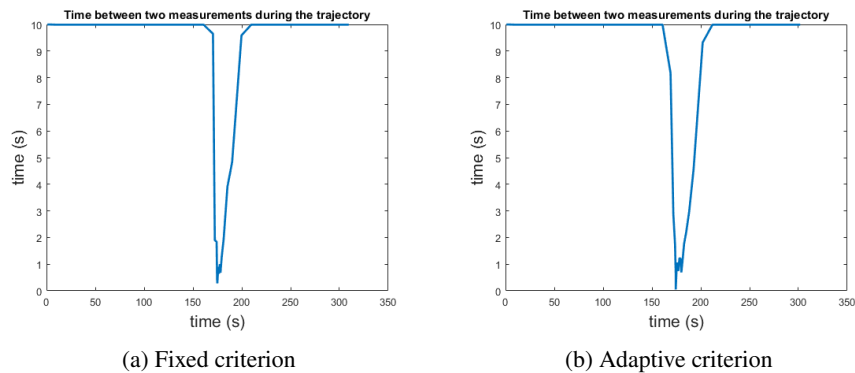 Time between two measurements during the trajectory
10
9
8
7
6
5
4
3
2
1
0
time (s)
0 50 100 150 200 250 300 350
time (s)
(a) Fixed criterion
Time between two measurements during the trajectory
10
9
8
7
6
5
4
3
2
1
0
time (s)
0 50 100 150 200 250 300 350
time (s)
(b) Adaptive criterion